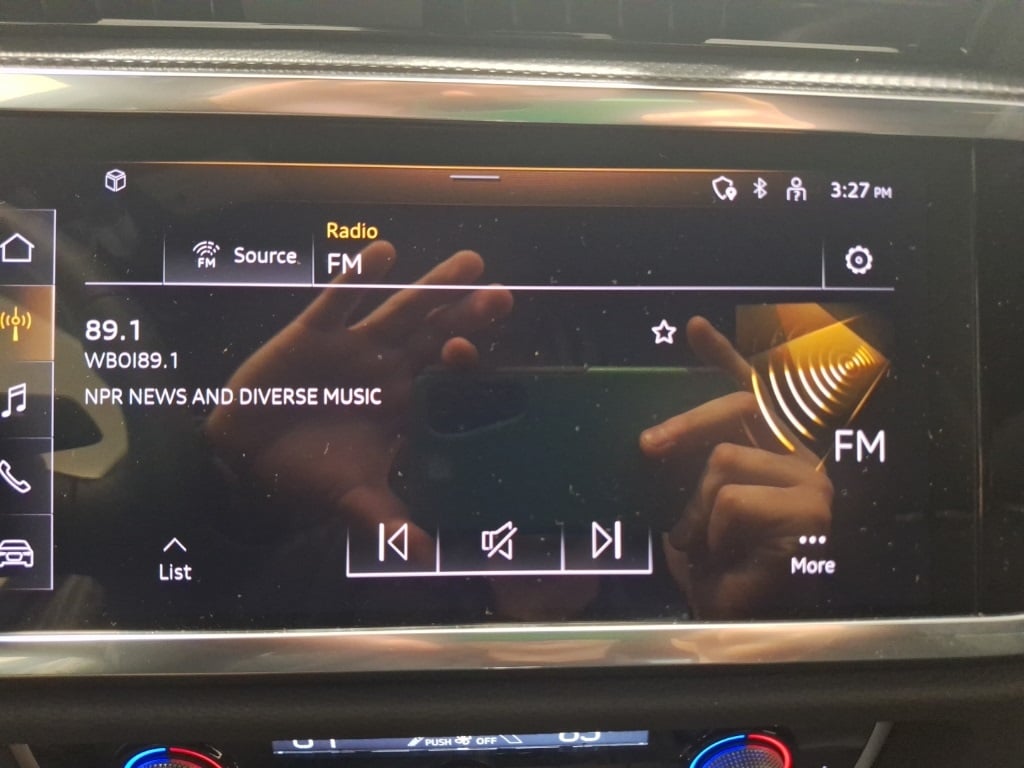 3:27 PM
Radio
FM Source
FM
89.1
WBOI89.1
NPR NEWS AND DIVERSE MUSIC
FM
List
More
PUSH OFF